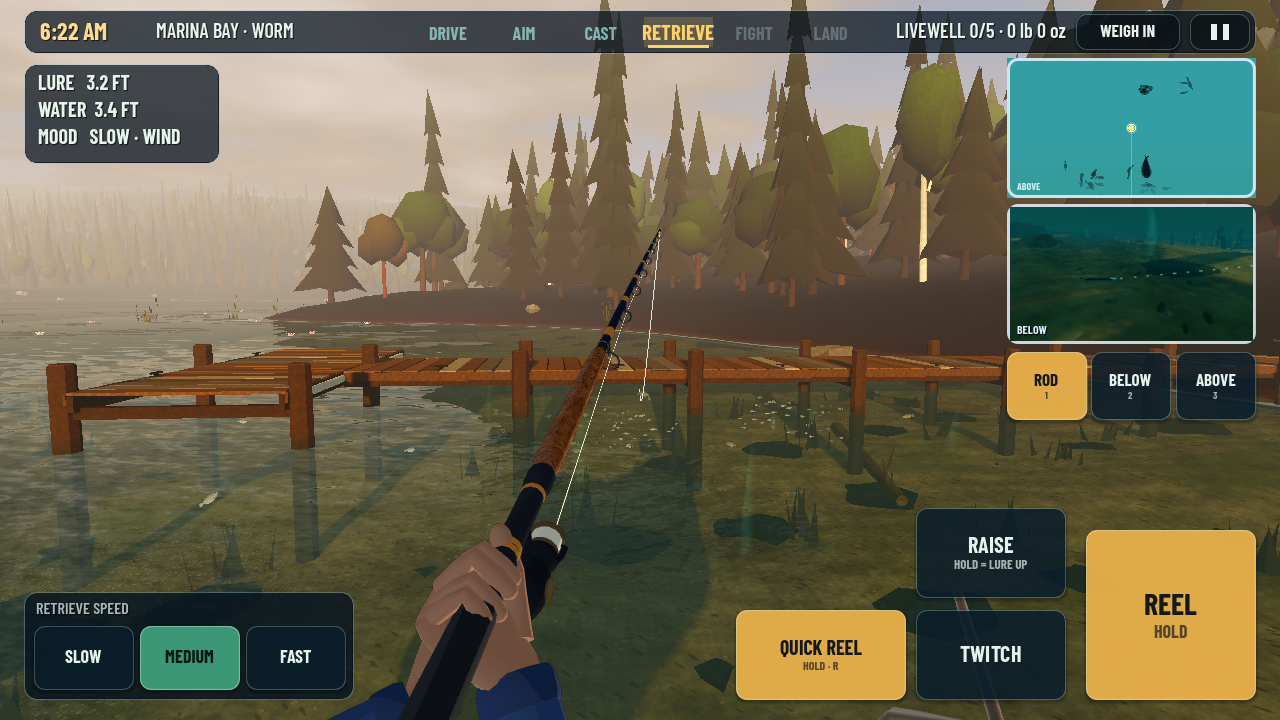 6:22 AM
MARINA BAY · WORM
DRIVE
AIM
CAST
RETRIEVE
FIGHT
LAND
LIVEWELL 0/5 · 0 lb 0 oz
WEIGH IN
LURE 3.2 FT
WATER 3.4 FT
MOOD SLOW · WIND
ABOVE
BELOW
ROD
1
BELOW
2
ABOVE
3
RAISE
HOLD = LURE UP
REEL
HOLD
QUICK REEL
HOLD · R
TWITCH
RETRIEVE SPEED
SLOW
MEDIUM
FAST